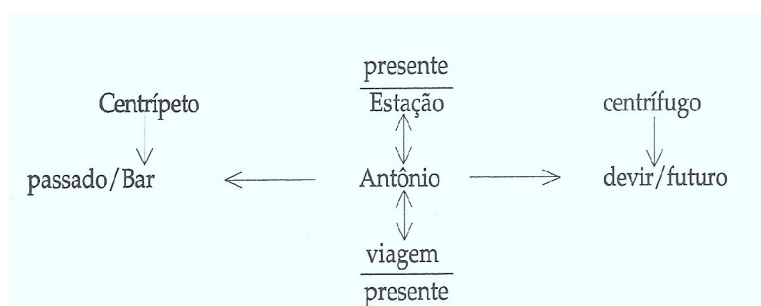 presente
Centrípeto Estação centrífugo
passado/Bar Antônio devir/futuro
viagem
presente